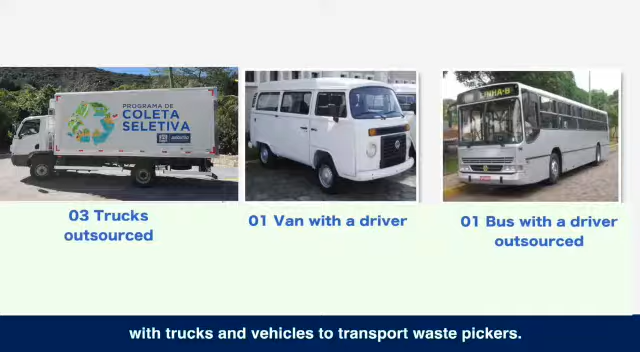 PROGRAMA DE
COLETA
SELETIVA
03 Trucks
outsourced
01 Van with a driver
01 Bus with a driver
outsourced
with trucks and vehicles to transport waste pickers.